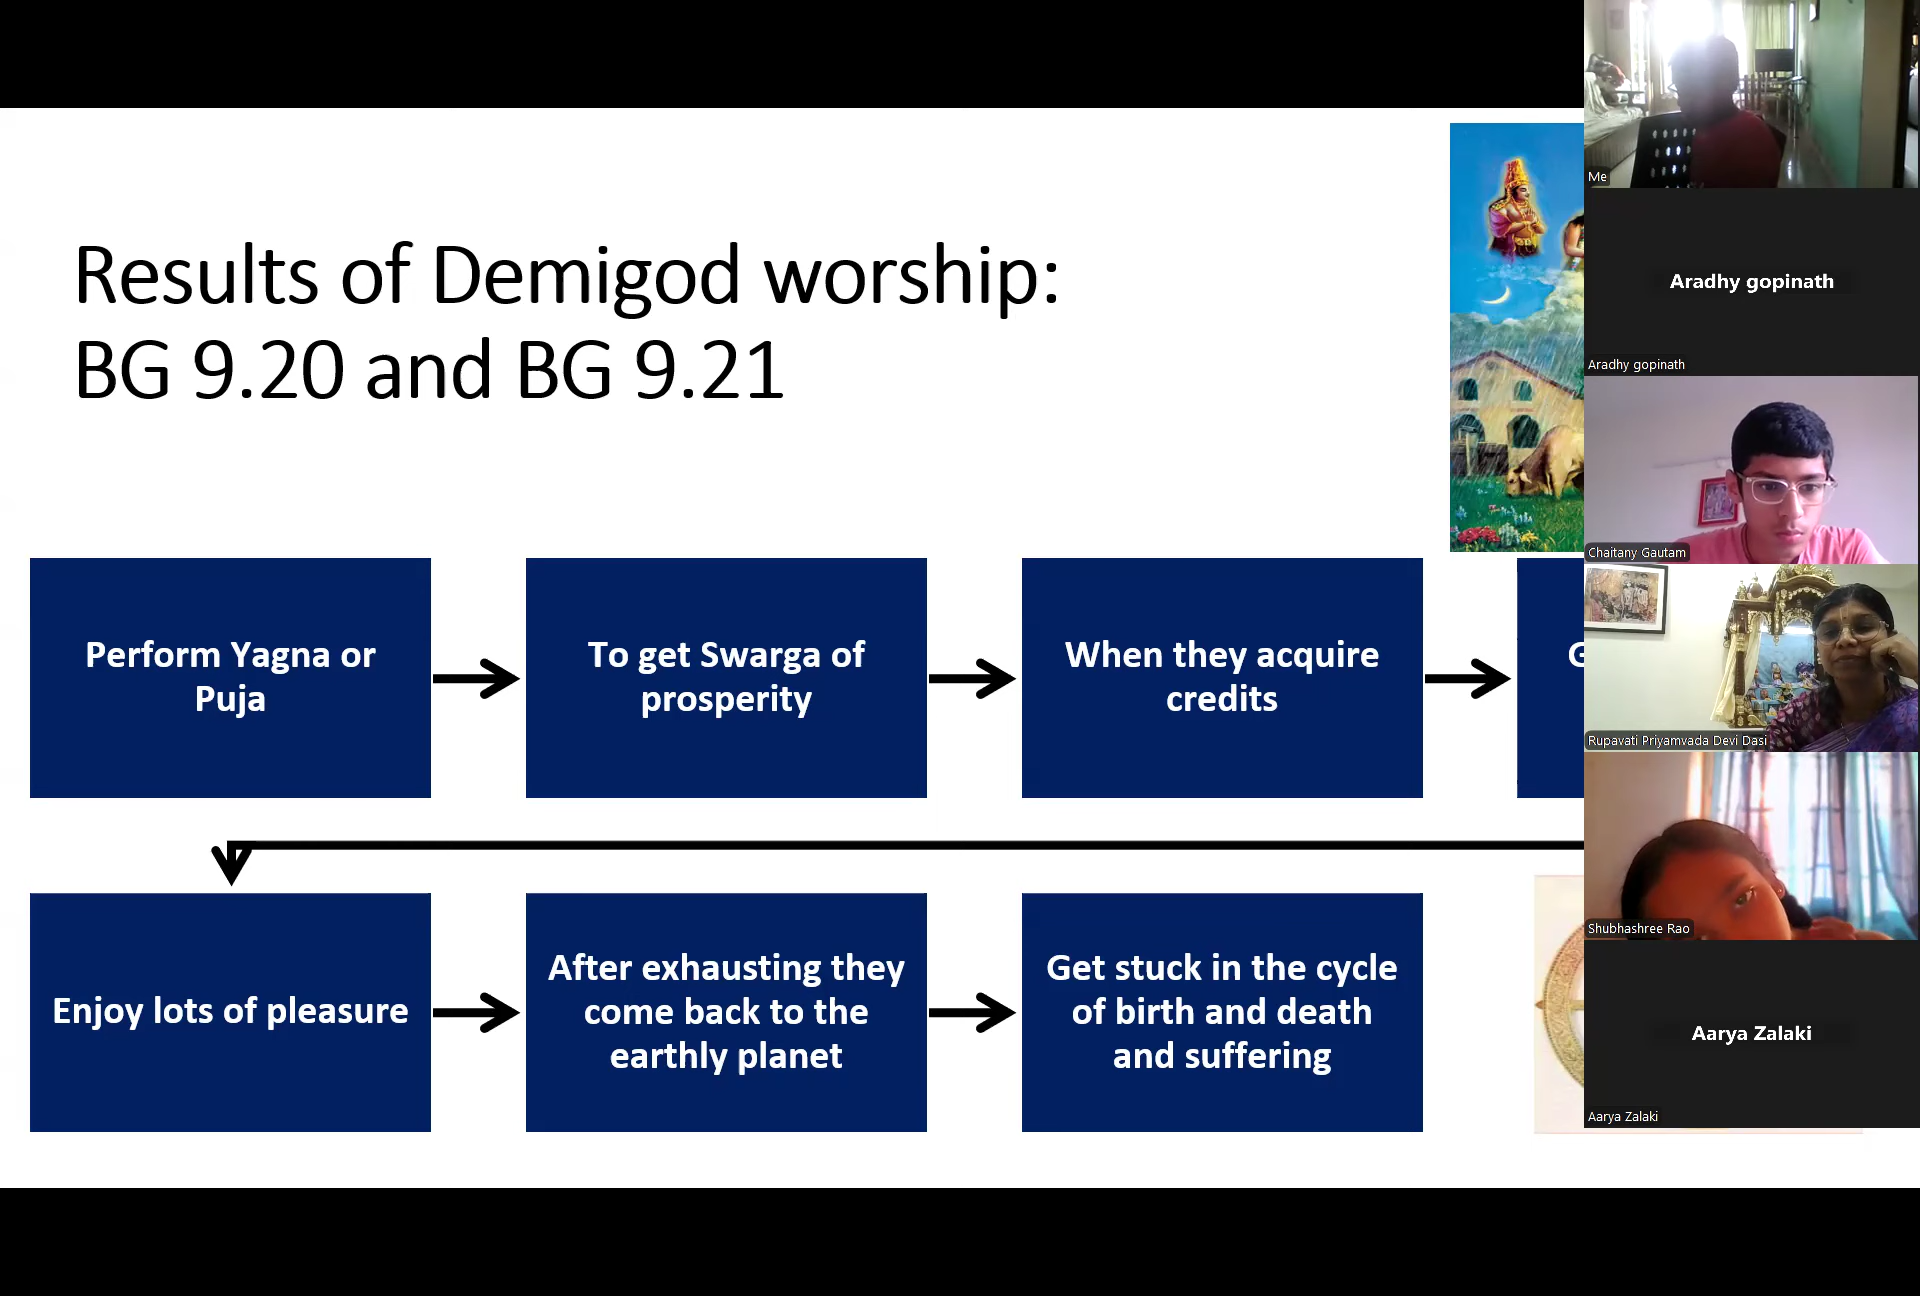 Results of Demigod worship:
BG 9.20 and BG 9.21
Perform Yagna or
Puja
To get Swarga of
prosperity
When they acquire
credits
G
Enjoy lots of pleasure
After exhausting they
come back to the
earthly planet
Get stuck in the cycle
of birth and death
and suffering
Me
Aradhy gopinath
Aradhy gopinath
Chaitany Gautam
Rupavati Priyamvada Devi Dasi
Shubhashree Rao
Aarya Zalaki
Aarya Zalaki